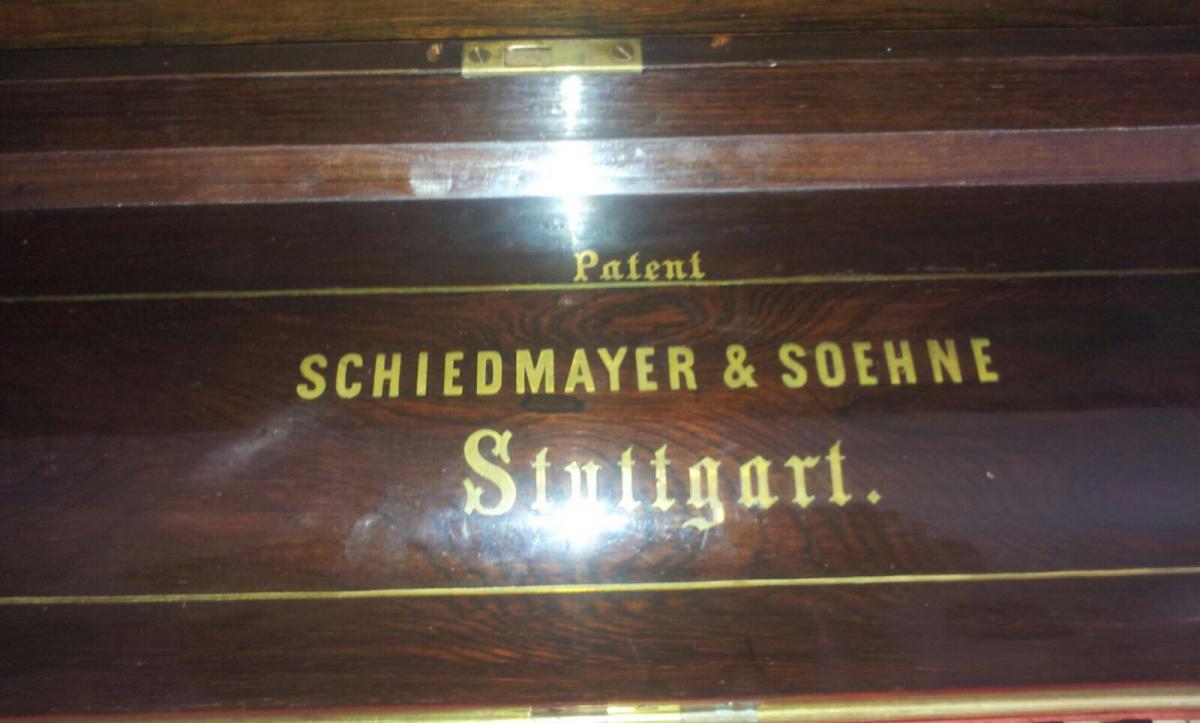 Patent
SCHIEDMAYER & SOEHNE
Stuttgart.